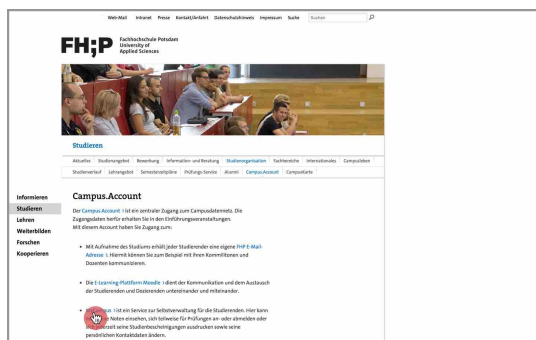 Web-Mail Intranet Presse Kontakt/Anfahrt Datenschutzhinweis Impressum Suche Suchen
FH;P Fachhochschule Potsdam
University of
Applied Sciences
Studieren
Aktuelles Studienangebot Bewerbung Information und Beratung Studienorganisation Fachbereiche Internationales Campusleben
Studienverlauf Lehrangebot Semesterzeitpläne Prüfungs-Service Alumni Campus.Account CampusKarte
Informieren
Studieren
Lehren
Weiterbilden
Forschen
Kooperieren
Campus.Account
Der Campus.Account › ist ein zentraler Zugang zum Campusdatennetz. Die
Zugangsdaten herfür erhalten Sie in den Einführungsveranstaltungen.
Mit diesem Account haben Sie Zugang zum:
• Mit Aufnahme des Studiums erhält jeder Studierender eine eigene FHP E-Mail-
Adresse ›. Hiermit können Sie zum Beispiel mit Ihren Kommilitonen und
Dozenten kommunizieren.
• Die E-Learning-Plattform Moodle › dient der Kommunikation und dem Austausch
der Studierenden und Dozierenden untereinander und miteinander.
• › ist ein Service zur Selbstverwaltung für die Studierenden. Hier kann
Noten einsehen, sich teilweise für Prüfungen an- oder abmelden oder
jederzeit seine Studienbescheinigungen ausdrucken sowie seine
persönlichen Kontaktdaten ändern.